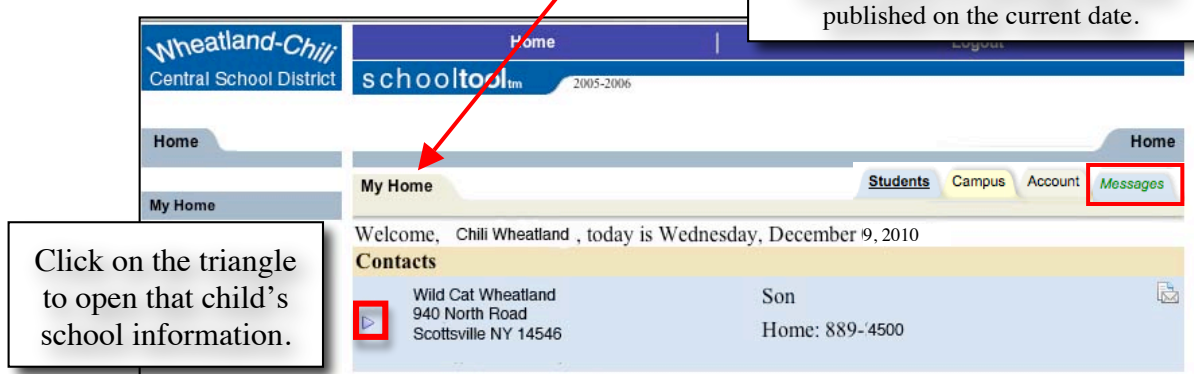 published on the current date.
Wheatland-Chili
Central School District
Home | Logout
schooltool tm 2005-2006
Home
Home
My Home
Students Campus Account Messages
My Home
Welcome, Chili Wheatland , today is Wednesday, December 9, 2010
Contacts
Click on the triangle
to open that child's
school information.
Wild Cat Wheatland
940 North Road
Scottsville NY 14546
Son
Home: 889-4500